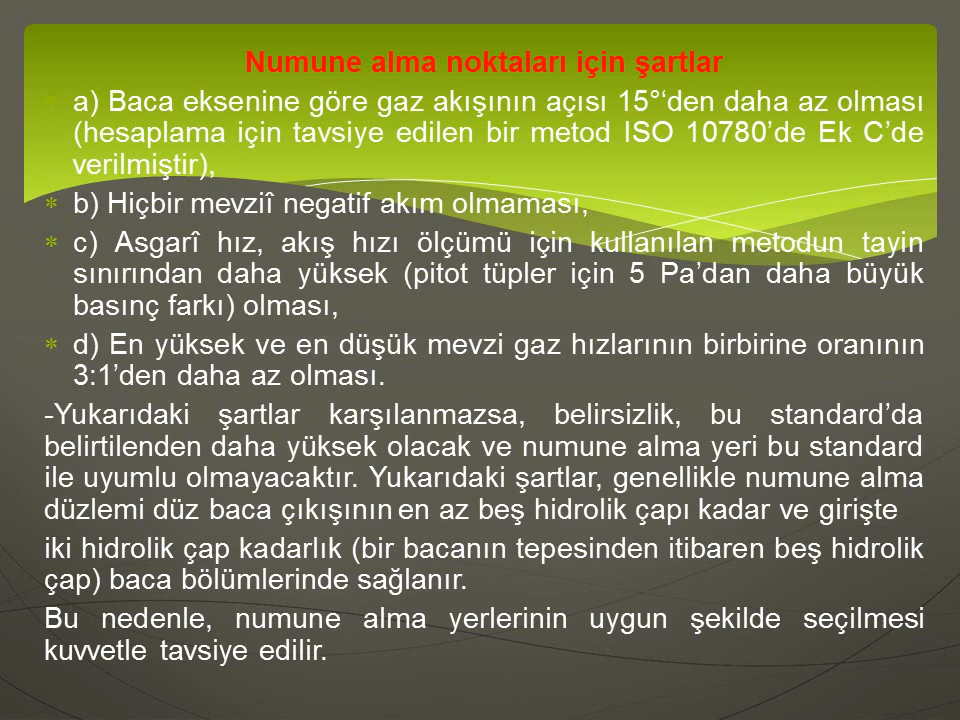 Numune alma noktaları için şartlar
* a) Baca eksenine göre gaz akışının açısı 15°‘den daha az olması
(hesaplama için tavsiye edilen bir metod ISO 10780’de Ek C’de
verilmiştir),
* b) Hiçbir mevziî negatif akım olmaması,
* c) Asgarî hız, akış hızı ölçümü için kullanılan metodun tayin
sınırından daha yüksek (pitot tüpler için 5 Pa’dan daha büyük
basınç farkı) olması,
* d) En yüksek ve en düşük mevzi gaz hızlarının birbirine oranının
3:1’den daha az olması.
-Yukarıdaki şartlar karşılanmazsa, belirsizlik, bu standard’da
belirtilenden daha yüksek olacak ve numune alma yeri bu standard
ile uyumlu olmayacaktır. Yukarıdaki şartlar, genellikle numune alma
düzlemi düz baca çıkışının en az beş hidrolik çapı kadar ve girişte
iki hidrolik çap kadarlık (bir bacanın tepesinden itibaren beş hidrolik
çap) baca bölümlerinde sağlanır.
Bu nedenle, numune alma yerlerinin uygun şekilde seçilmesi
kuvvetle tavsiye edilir.